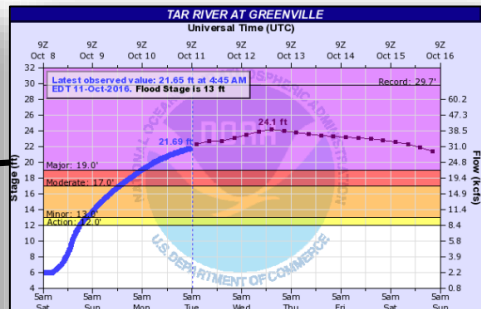 TAR RIVER AT GREENVILLE
Universal Time (UTC)
9Z 9Z 9Z 9Z 9Z 9Z 9Z 9Z 9Z
Oct 8 Oct 9 Oct 10 Oct 11 Oct 12 Oct 13 Oct 14 Oct 15 Oct 16
Latest observed value: 21.65 ft at 4:45 AM
EDT 11-Oct-2016. Flood Stage is 13 ft
Record: 29.7'
24.1 ft
21.69 ft
Major: 19.0'
Moderate: 17.0'
Minor: 13.0'
Action: 12.0'
Stage (ft)
32
30
28
26
24
22
20
18
16
14
12
10
8
6
4
Flow (kcfs)
60.2
47.2
38.5
31.0
24.8
19.4
14.9
11.4
8.4
5.8
3.9
2.2
0.8
NATIONAL OCEANIC ATMOSPHERIC ADMINISTRATION
NOAA
U.S. DEPARTMENT OF COMMERCE
5am 5am 5am 5am 5am 5am 5am 5am 5am
Sat Sun Mon Tue Wed Thu Fri Sat Sun